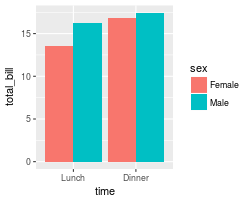 15
10
5
0
total_bill
Lunch
Dinner
time
sex
Female
Male